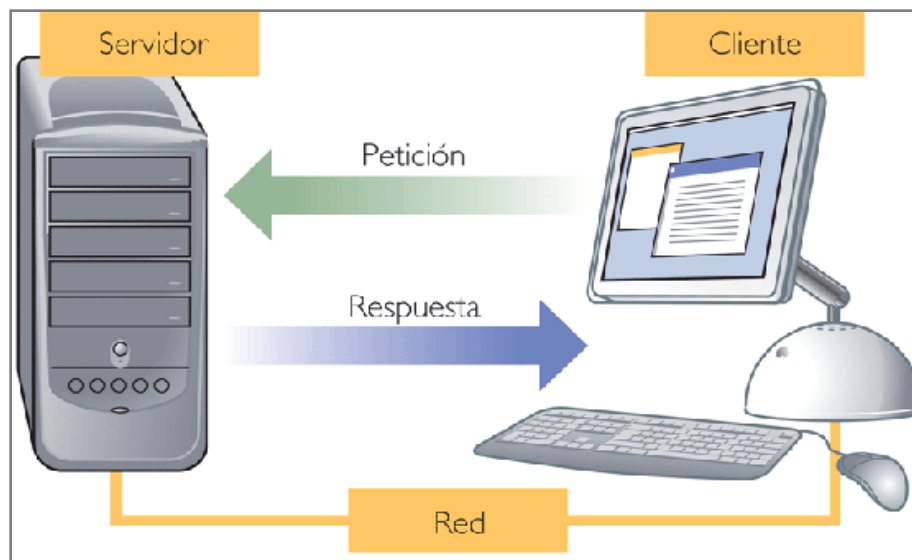 Servidor
Cliente
Petición
Respuesta
Red